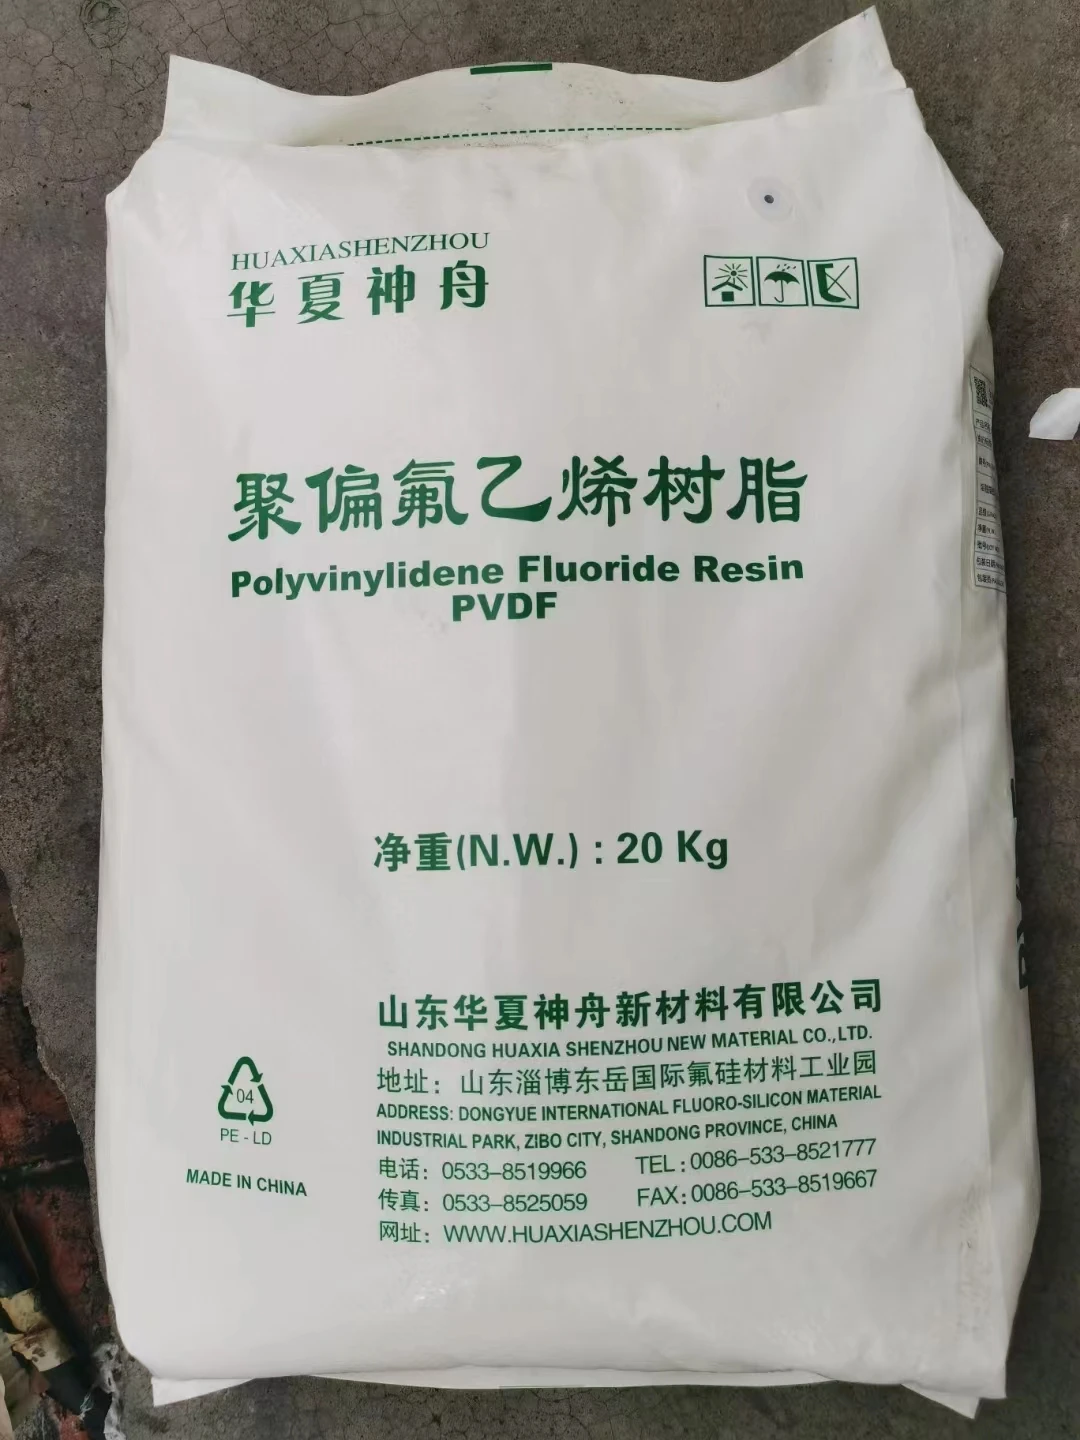 HUAXIASHENZHOU
华夏神舟
聚偏氟乙烯树脂
Polyvinylidene Fluoride Resin
PVDF
净重(N.W.) : 20 Kg
山东华夏神舟新材料有限公司
SHANDONG HUAXIA SHENZHOU NEW MATERIAL CO.,LTD.
地址：山东淄博东岳国际氟硅材料工业园
ADDRESS: DONGYUE INTERNATIONAL FLUORO-SILICON MATERIAL
INDUSTRIAL PARK, ZIBO CITY, SHANDONG PROVINCE, CHINA
电话：0533-8519966 TEL : 0086-533-8521777
传真：0533-8525059 FAX: 0086-533-8519667
网址：WWW.HUAXIASHENZHOU.COM
04
PE - LD
MADE IN CHINA